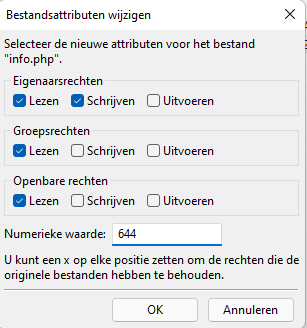 Bestandsattributen wijzigen
Selecteer de nieuwe attributen voor het bestand
"info.php".
Eigenaarsrechten
Lezen Schrijven Uitvoeren
Groepsrechten
Lezen Schrijven Uitvoeren
Openbare rechten
Lezen Schrijven Uitvoeren
Numerieke waarde: 644
U kunt een x op elke positie zetten om de rechten die de
originele bestanden hebben te behouden.
OK Annuleren